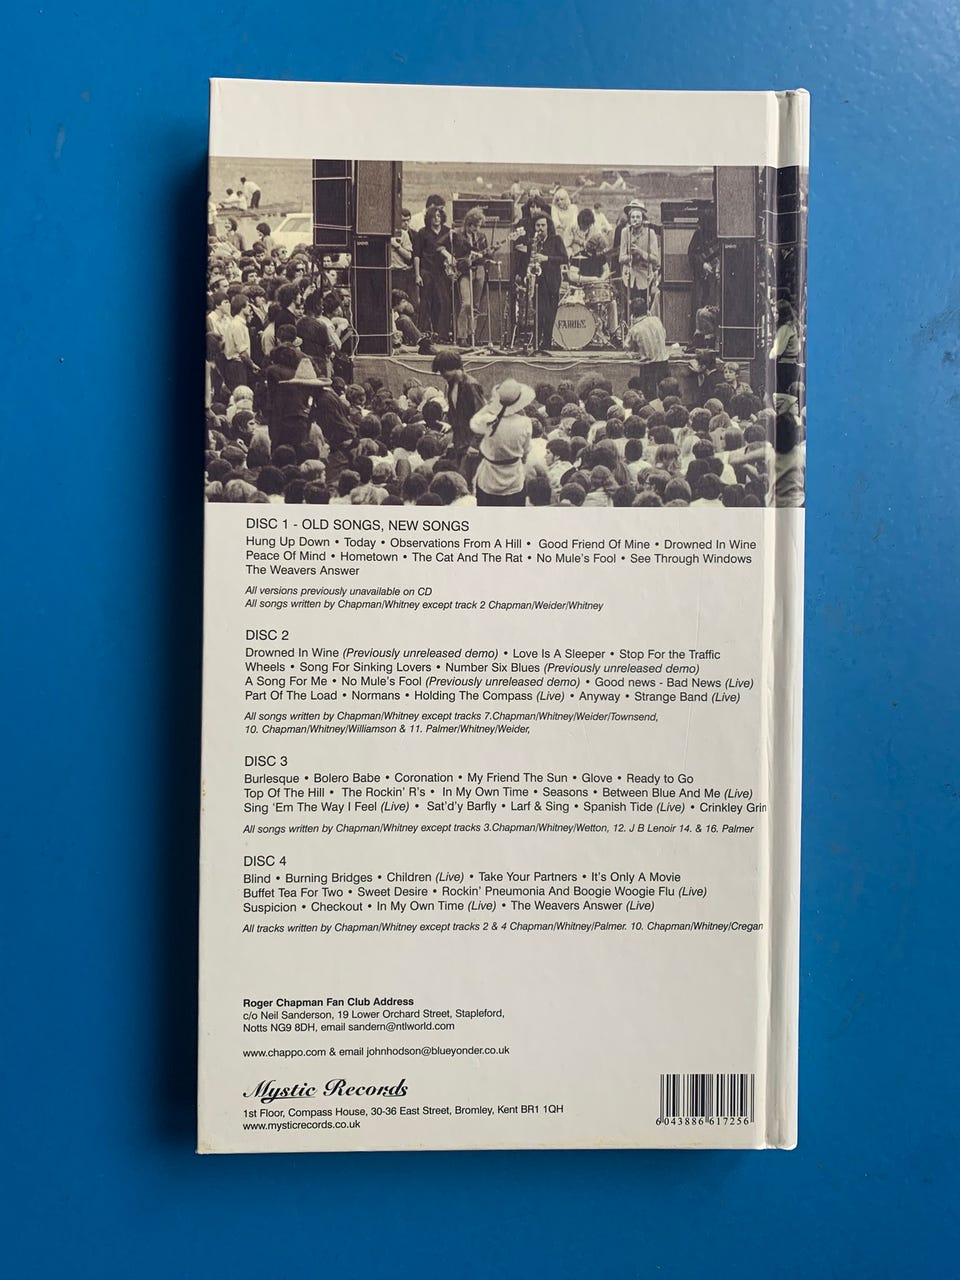 FAMILY
DISC 1 - OLD SONGS, NEW SONGS
Hung Up Down • Today • Observations From A Hill • Good Friend Of Mine • Drowned In Wine
Peace Of Mind • Hometown • The Cat And The Rat • No Mule's Fool • See Through Windows
The Weavers Answer
All versions previously unavailable on CD
All songs written by Chapman/Whitney except track 2 Chapman/Weider/Whitney
DISC 2
Drowned In Wine (Previously unreleased demo) • Love Is A Sleeper • Stop For the Traffic
Wheels • Song For Sinking Lovers • Number Six Blues (Previously unreleased demo)
A Song For Me • No Mule's Fool (Previously unreleased demo) • Good news - Bad News (Live)
Part Of The Load • Normans • Holding The Compass (Live) • Anyway • Strange Band (Live)
All songs written by Chapman/Whitney except tracks 7.Chapman/Whitney/Weider/Townsend,
10. Chapman/Whitney/Williamson & 11. Palmer/Whitney/Weider,
DISC 3
Burlesque • Bolero Babe • Coronation • My Friend The Sun • Glove • Ready to Go
Top Of The Hill • The Rockin' R's • In My Own Time • Seasons • Between Blue And Me (Live)
Sing 'Em The Way I Feel (Live) • Sat'd'y Barfly • Larf & Sing • Spanish Tide (Live) • Crinkley Grin
All songs written by Chapman/Whitney except tracks 3.Chapman/Whitney/Wetton, 12. J B Lenoir 14. & 16. Palmer
DISC 4
Blind • Burning Bridges • Children (Live) • Take Your Partners • It's Only A Movie
Buffet Tea For Two • Sweet Desire • Rockin' Pneumonia And Boogie Woogie Flu (Live)
Suspicion • Checkout • In My Own Time (Live) • The Weavers Answer (Live)
All tracks written by Chapman/Whitney except tracks 2 & 4 Chapman/Whitney/Palmer. 10. Chapman/Whitney/Cregan
Roger Chapman Fan Club Address
c/o Neil Sanderson, 19 Lower Orchard Street, Stapleford,
Notts NG9 8DH, email sandern@ntlworld.com
www.chappo.com & email johnhodson@blueyonder.co.uk
Mystic Records
1st Floor, Compass House, 30-36 East Street, Bromley, Kent BR1 1QH
www.mysticrecords.co.uk
6 043886 617256